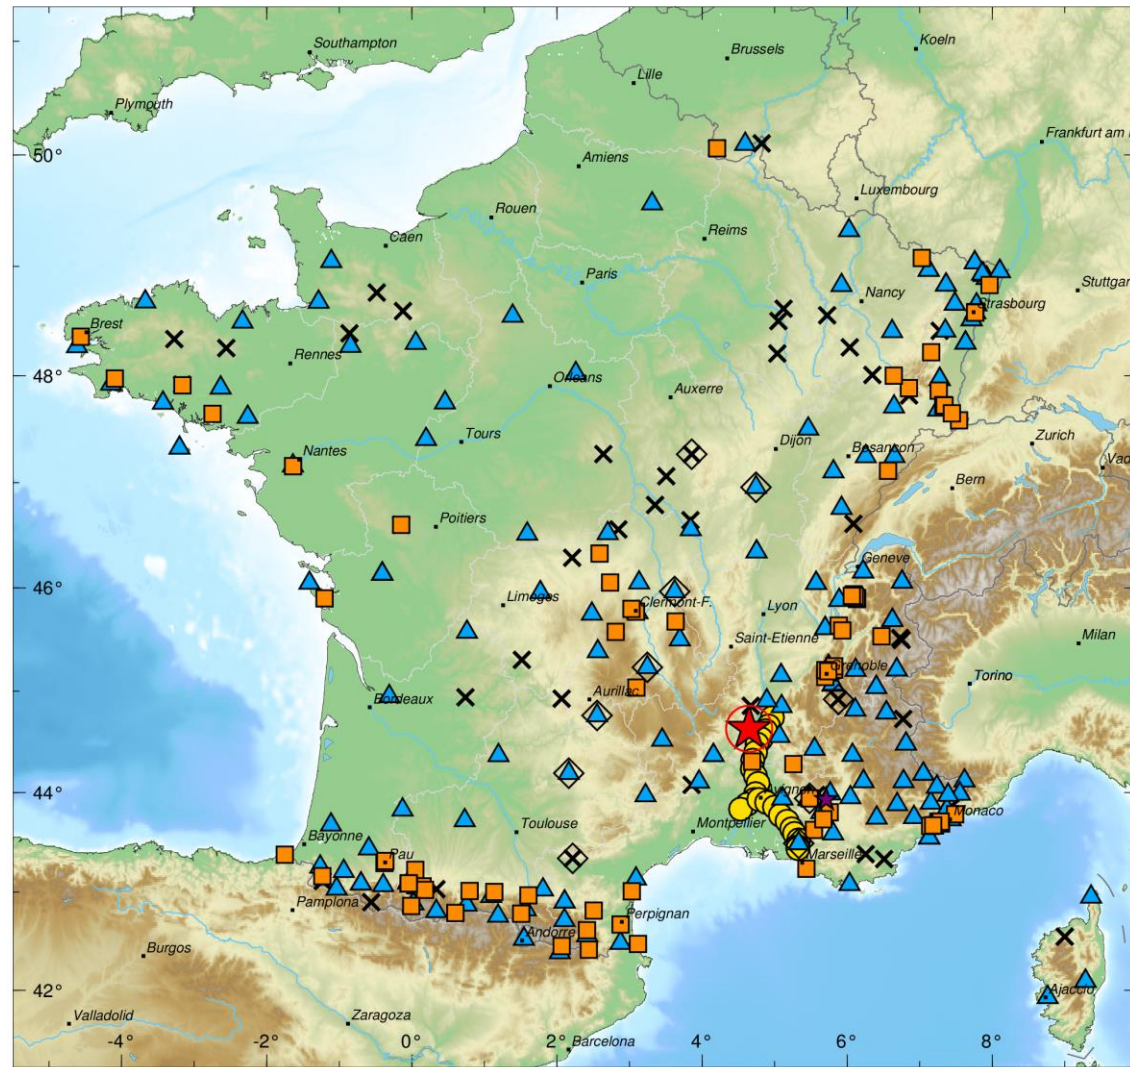 Koeln
Southampton
Brussels
Lille
Plymouth
Frankfurt am
50°
Amiens
Luxembourg
Rouen
Reims
Caen
Paris
Stuttgar
Nancy
Strasbourg
Brest
Rennes
48°
Orleans
Auxerre
Zurich
Tours
Dijon
Besancon
Nantes
Bern
Poitiers
Geneve
46°
Limoges
Clermont-F.
Lyon
Milan
Saint-Etienne
Grenoble
Torino
Aurillac
Bordeaux
44°
Avignon
Monaco
Toulouse
Montpellier
Bayonne
Marseille
Pau
Pamplona
Perpignan
Andorre
Burgos
42°
Ajaccio
Valladolid
Zaragoza
-4°
-2°
0°
2°
4°
6°
8°
Barcelona